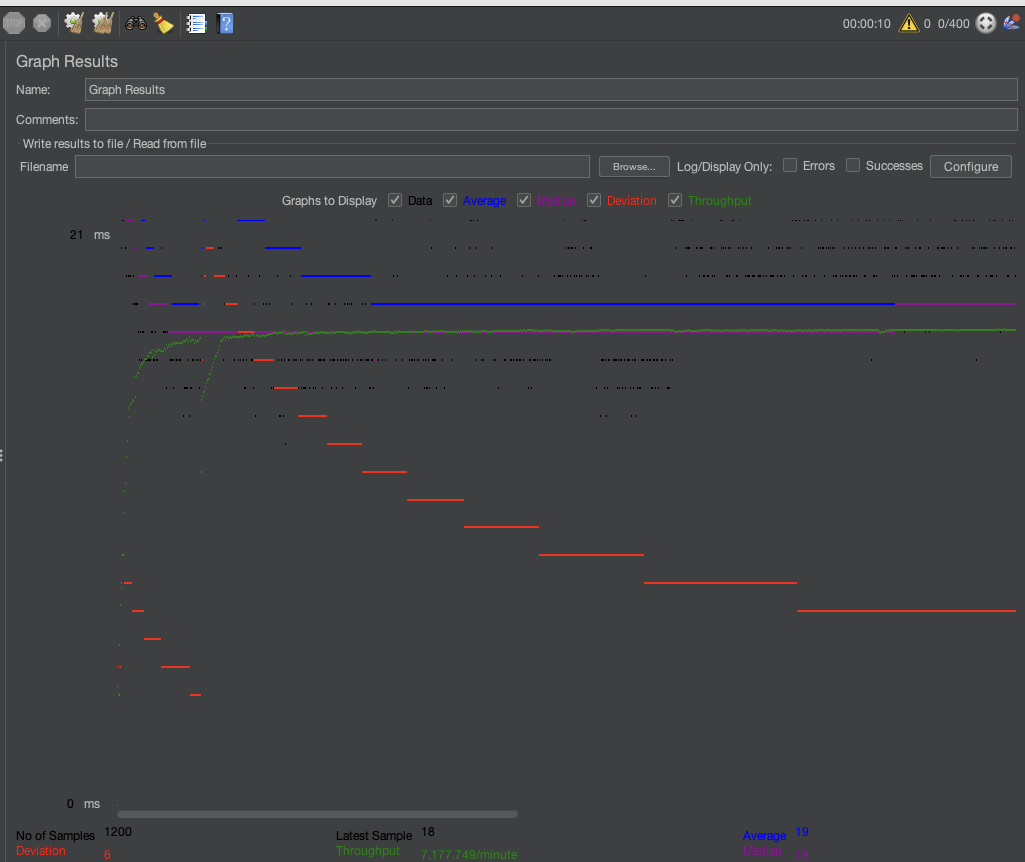 STOP
00:00:10 0 0/400
Graph Results
Name: Graph Results
Comments:
Write results to file / Read from file
Filename Browse... Log/Display Only: Errors Successes Configure
Graphs to Display Data Average Median Deviation Throughput
21 ms
0 ms
No of Samples 1200 Latest Sample 18 Average 19
Deviation 6 Throughput 7,177.749/minute Median